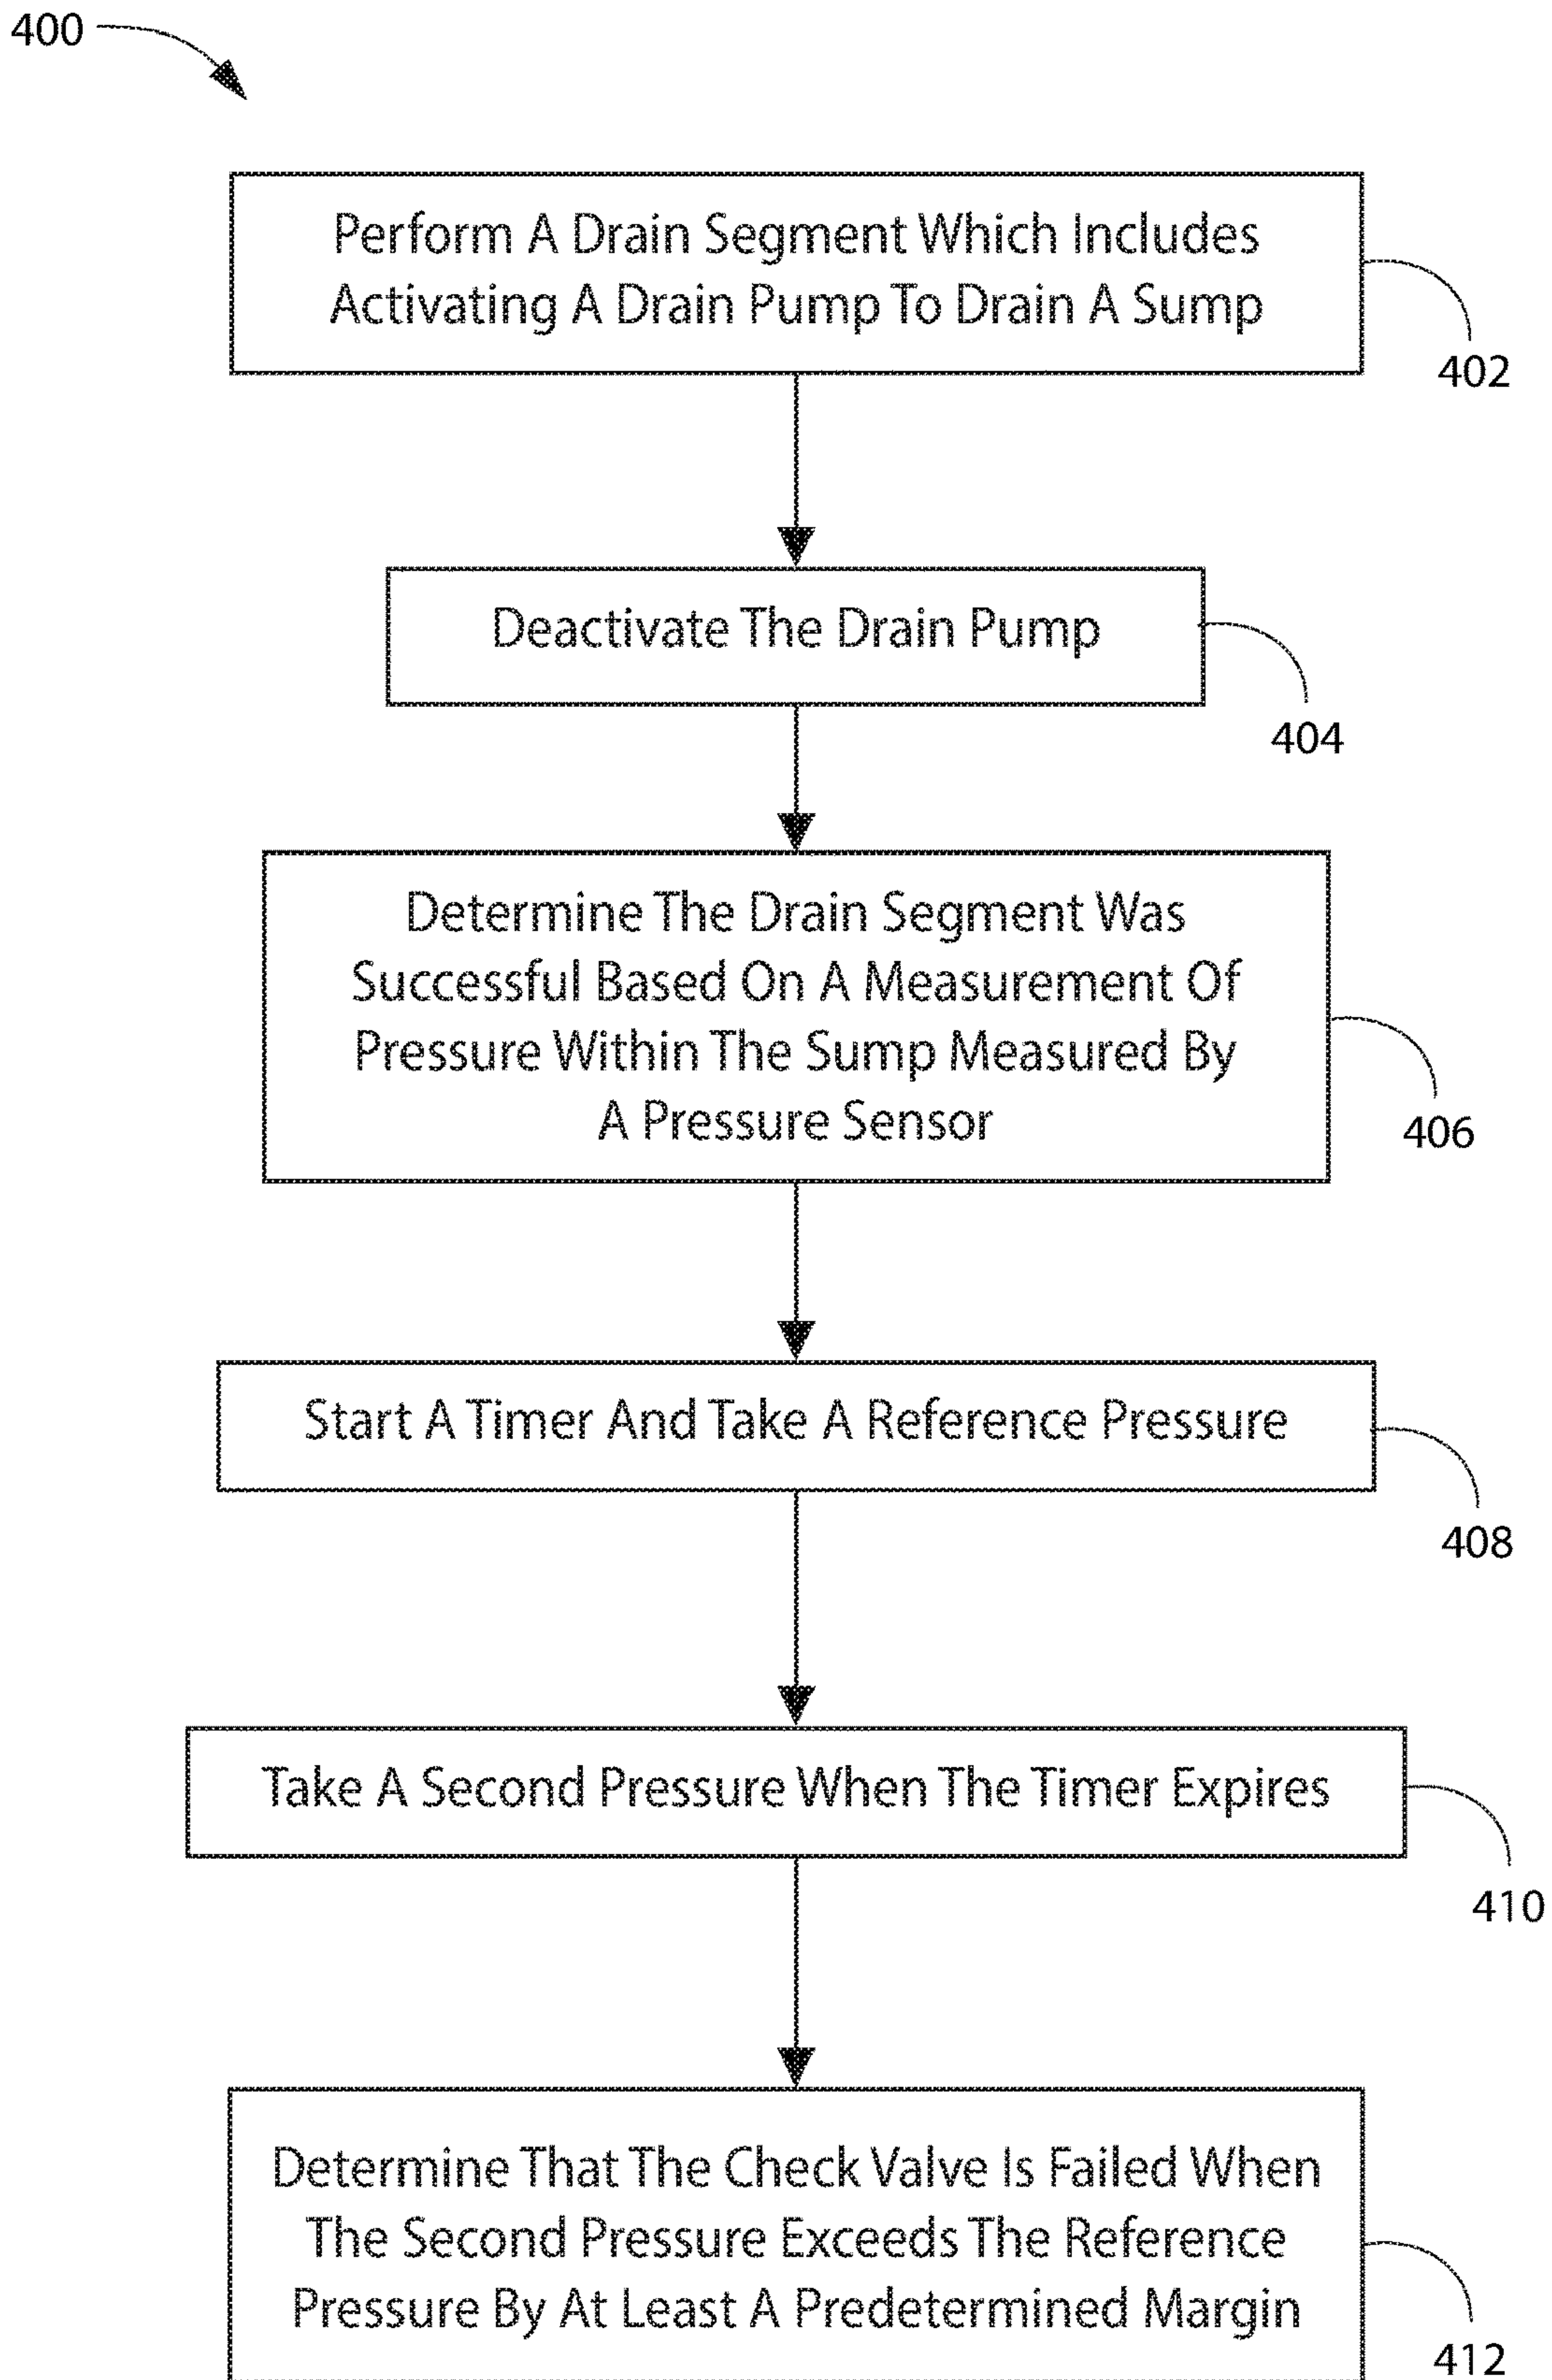 400
Perform A Drain Segment Which Includes
Activating A Drain Pump To Drain A Sump
402
Deactivate The Drain Pump
404
Determine The Drain Segment Was
Successful Based On A Measurement Of
Pressure Within The Sump Measured By
A Pressure Sensor
406
Start A Timer And Take A Reference Pressure
408
Take A Second Pressure When The Timer Expires
410
Determine That The Check Valve Is Failed When
The Second Pressure Exceeds The Reference
Pressure By At Least A Predetermined Margin
412